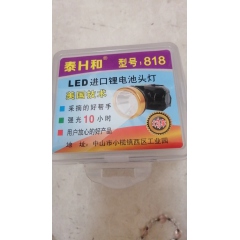 泰H和 型号:818
LED进口锂电池头灯
美国技术
采摘的好帮手
强光10小时
用户放心的好产品
地址:中山市小榄镇西区工业园